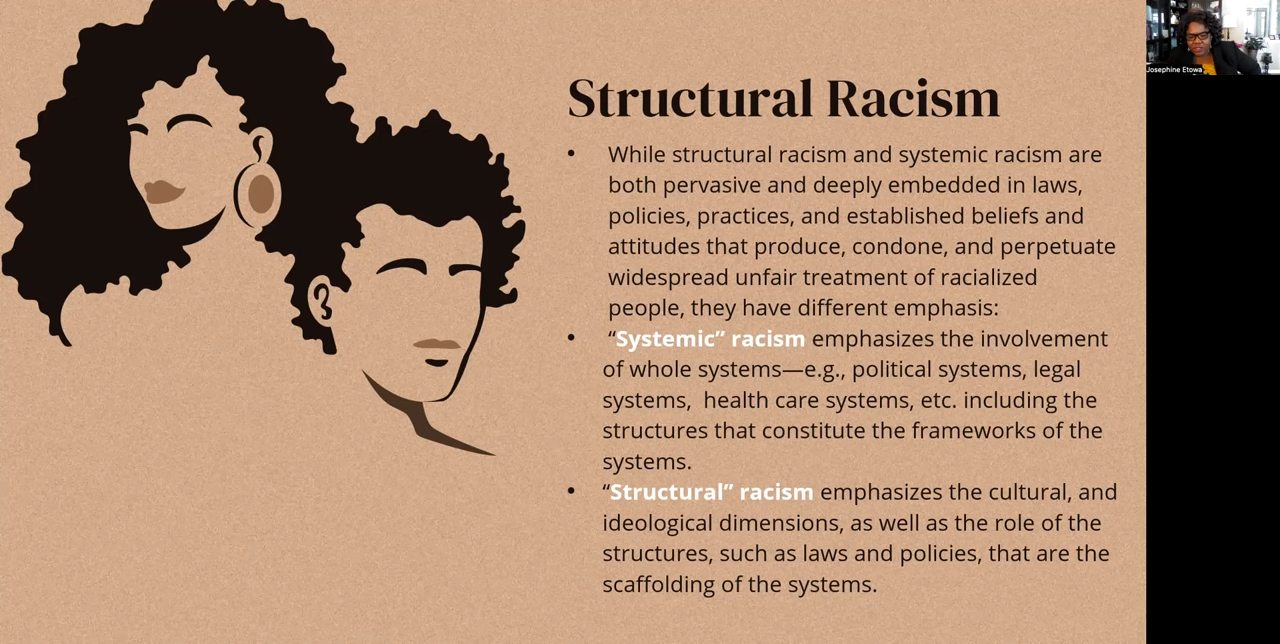 Josephine Etowa
Structural Racism
• While structural racism and systemic racism are
both pervasive and deeply embedded in laws,
policies, practices, and established beliefs and
attitudes that produce, condone, and perpetuate
widespread unfair treatment of racialized
people, they have different emphasis:
• “Systemic” racism emphasizes the involvement
of whole systems—e.g., political systems, legal
systems,  health care systems, etc. including the
structures that constitute the frameworks of the
systems.
• “Structural” racism emphasizes the cultural, and
ideological dimensions, as well as the role of the
structures, such as laws and policies, that are the
scaffolding of the systems.